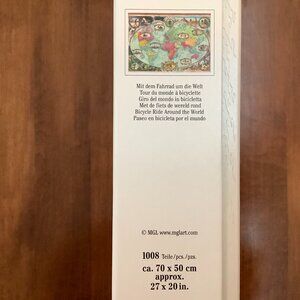 Mit dem Fahrrad um die Welt
Tour du monde à bicyclette
Giro del mondo in bicicletta
Met de fiets de wereld rond
Bicycle Ride Around the World
Paseo en bicicleta por el mundo
© MGL www.mglart.com
1008 Teile/pcs./pzs.
ca. 70 x 50 cm
approx.
27 x 20 in.